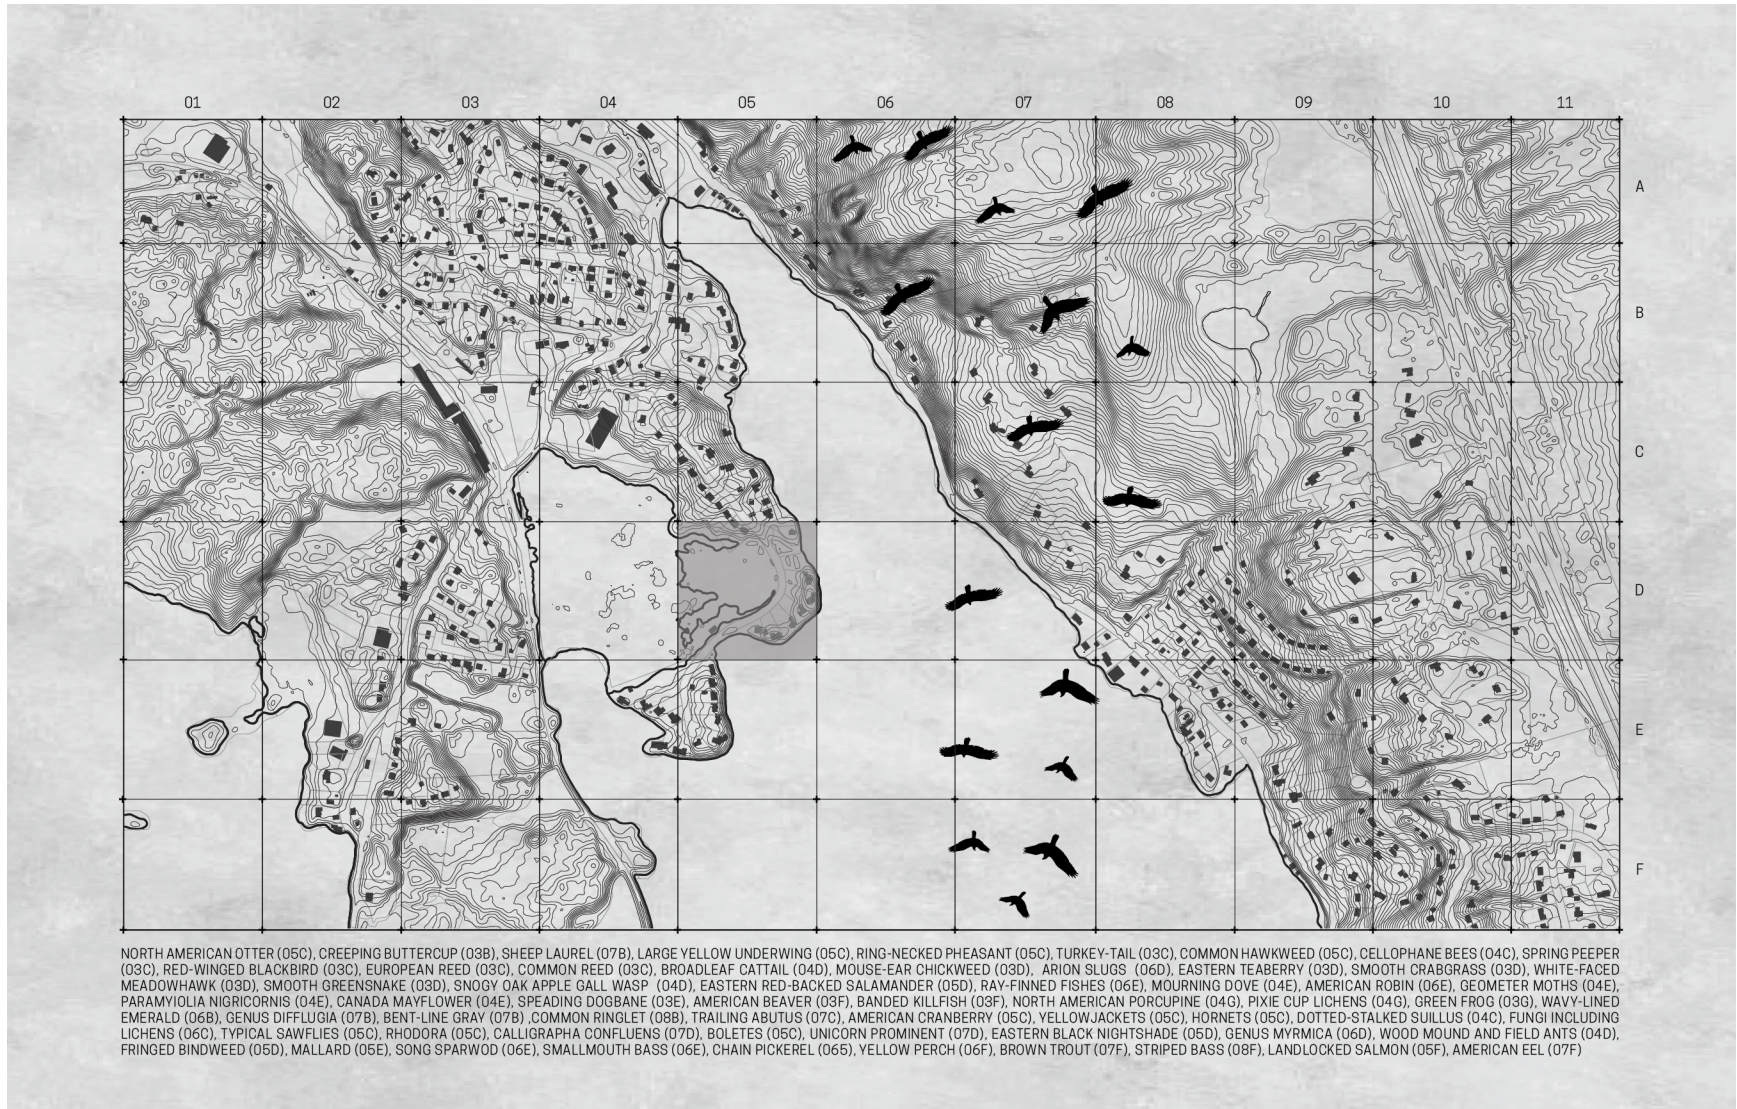 01 02 03 04 05 06 07 08 09 10 11
A
B
C
D
E
F
NORTH AMERICAN OTTER (05C), CREEPING BUTTERCUP (03B), SHEEP LAUREL (07B), LARGE YELLOW UNDERWING (05C), RING-NECKED PHEASANT (05C), TURKEY-TAIL (03C), COMMON HAWKWEED (05C), CELLOPHANE BEES (04C), SPRING PEEPER
(03C), RED-WINGED BLACKBIRD (03C), EUROPEAN REED (03C), COMMON REED (03C), BROADLEAF CATTAIL (04D), MOUSE-EAR CHICKWEED (03D), ARION SLUGS (06D), EASTERN TEABERRY (03D), SMOOTH CRABGRASS (03D), WHITE-FACED
MEADOWHAWK (03D), SMOOTH GREENSNAKE (03D), SNOGY OAK APPLE GALL WASP (04D), EASTERN RED-BACKED SALAMANDER (05D), RAY-FINNED FISHES (06E), MOURNING DOVE (04E), AMERICAN ROBIN (06E), GEOMETER MOTHS (04E),
PARAMYIOLIA NIGRICORNIS (04E), CANADA MAYFLOWER (04E), SPEADING DOGBANE (03E), AMERICAN BEAVER (03F), BANDED KILLFISH (03F), NORTH AMERICAN PORCUPINE (04G), PIXIE CUP LICHENS (04G), GREEN FROG (03G), WAVY-LINED
EMERALD (06B), GENUS DIFFLUGIA (07B), BENT-LINE GRAY (07B) ,COMMON RINGLET (08B), TRAILING ABUTUS (07C), AMERICAN CRANBERRY (05C), YELLOWJACKETS (05C), HORNETS (05C), DOTTED-STALKED SUILLUS (04C), FUNGI INCLUDING
LICHENS (06C), TYPICAL SAWFLIES (05C), RHODORA (05C), CALLIGRAPHA CONFLUENS (07D), BOLETES (05C), UNICORN PROMINENT (07D), EASTERN BLACK NIGHTSHADE (05D), GENUS MYRMICA (06D), WOOD MOUND AND FIELD ANTS (04D),
FRINGED BINDWEED (05D), MALLARD (05E), SONG SPARWOD (06E), SMALLMOUTH BASS (06E), CHAIN PICKEREL (065), YELLOW PERCH (06F), BROWN TROUT (07F), STRIPED BASS (08F), LANDLOCKED SALMON (05F), AMERICAN EEL (07F)